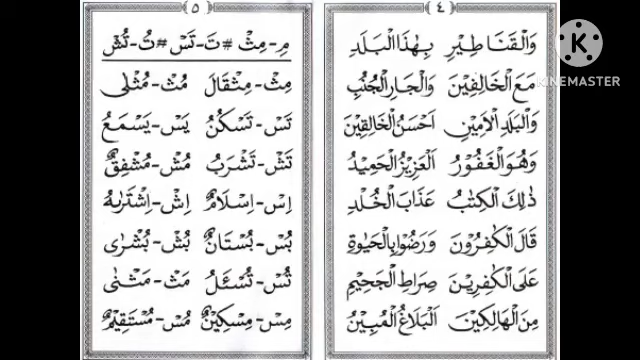 ﴿٤﴾
وَالْقَنَاطِيْرِ بِهٰذَا الْبَلَدِ
مَعَ الْخَالِفِيْنَ وَالْجَارِ الْجُنُبِ
وَالْبَلَدِ الْاَمِيْنِ اَحْسَنُ الْخَالِقِيْنَ
وَهُوَ الْغَفُوْرُ اَلْعَزِيْزُ الْحَمِيْدُ
ذٰلِكَ الْكِتٰبُ عَذَابَ الْخُلْدِ
قَالَ الْكٰفِرُوْنَ وَرَضُوْا بِالْحَيٰوةِ
عَلَى الْكٰفِرِيْنَ صِرَاطِ الْجَحِيْمِ
مِنَ الْهَالِكِيْنَ اَلْبَلَاغُ الْمُبِيْنُ
﴿٥﴾
مِ-مِثْ # تَ-تَسْ # تُ-تُشْ
مِثْ-مِثْقَالَ مُثْ-مُثْلٰى
تَسْ-تَسْكُنُ يَسْ-يَسْمَعُ
تَشْ-تَشْرَبُ مُشْ-مُشْفِقٌ
اِسْ-اِسْلَامٌ اِشْ-اِشْتَرٰىهُ
بُسْ-بُسْتَانٌ بُشْ-بُشْرٰى
تُسْ-تُسْـَٔلُ مَثْ-مَثْنٰى
مِسْ-مِسْكِيْنٌ مُسْ-مُسْتَقِيْمٌ
KINEMASTER